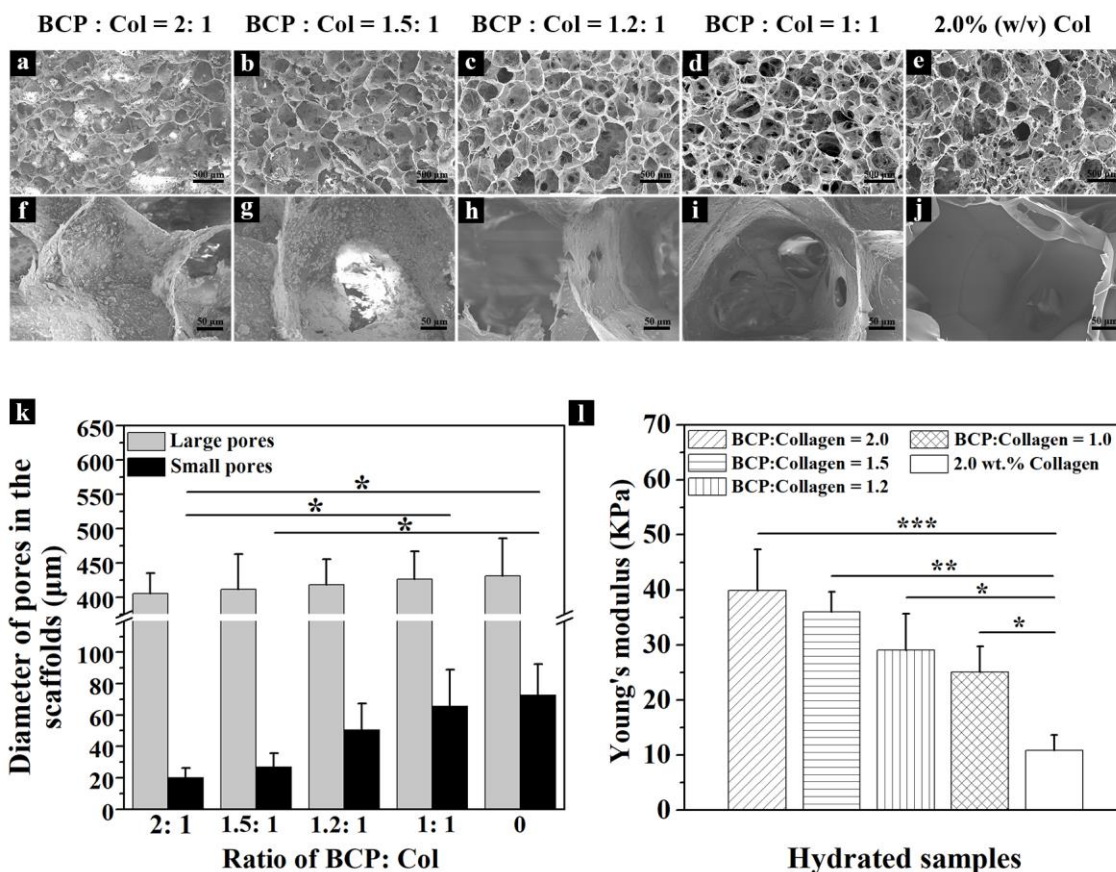 BCP : Col = 2: 1 BCP : Col = 1.5: 1 BCP : Col = 1.2: 1 BCP : Col = 1: 1 2.0% (w/v) Col
a b c d e
500 µm 500 µm 500 µm 500 µm 500 µm
f g h i j
50 µm 50 µm 50 µm 50 µm 50 µm
k
Diameter of pores in the
scaffolds (µm)
650
600
550
500
450
400
100
80
60
40
20
0
Large pores
Small pores
*
*
*
2: 1 1.5: 1 1.2: 1 1: 1 0
Ratio of BCP: Col
l
Young's modulus (KPa)
70
60
50
40
30
20
10
0
BCP:Collagen = 2.0 BCP:Collagen = 1.0
BCP:Collagen = 1.5 2.0 wt.% Collagen
BCP:Collagen = 1.2
***
**
*
*
Hydrated samples